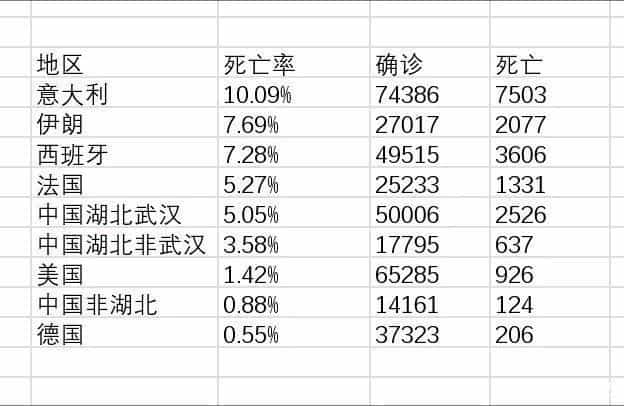 地区 死亡率 确诊 死亡
意大利 10.09% 74386 7503
伊朗 7.69% 27017 2077
西班牙 7.28% 49515 3606
法国 5.27% 25233 1331
中国湖北武汉 5.05% 50006 2526
中国湖北非武汉 3.58% 17795 637
美国 1.42% 65285 926
中国非湖北 0.88% 14161 124
德国 0.55% 37323 206